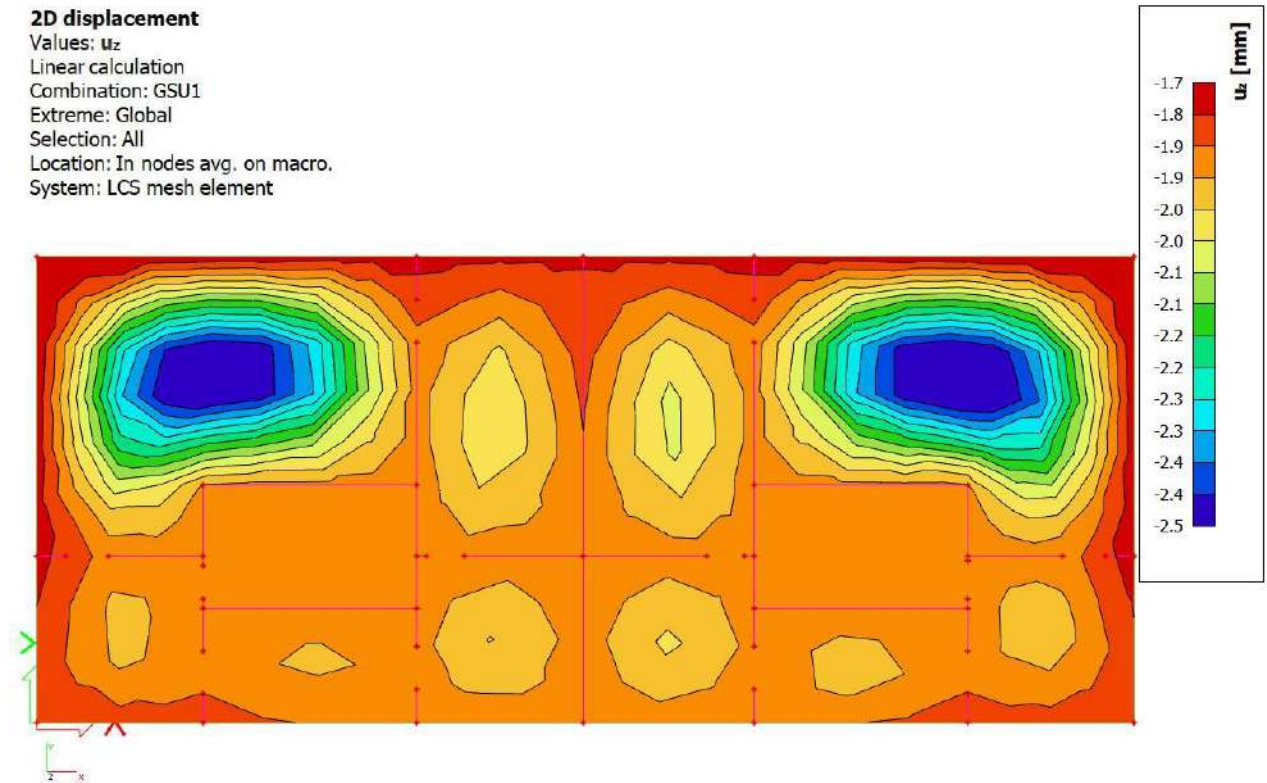 2D displacement
Values: uz
Linear calculation
Combination: GSU1
Extreme: Global
Selection: All
Location: In nodes avg. on macro.
System: LCS mesh element
uz [mm]
-1.7
-1.8
-1.9
-1.9
-2.0
-2.0
-2.1
-2.1
-2.2
-2.2
-2.3
-2.3
-2.4
-2.4
-2.5
Y
Z X